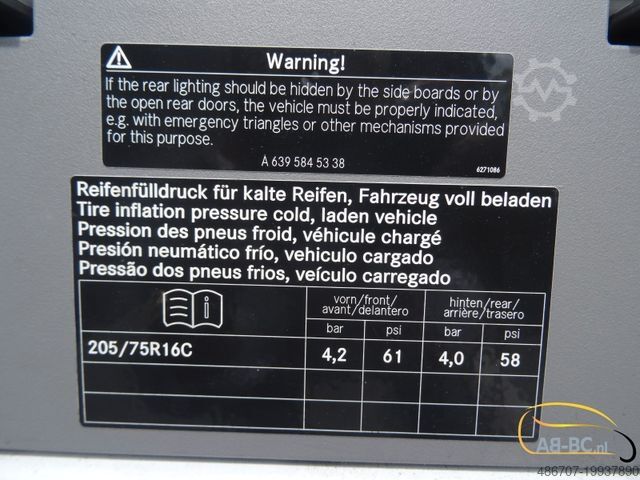 Warning!
If the rear lighting should be hidden by the side boards or by
the open rear doors, the vehicle must be properly indicated,
e.g. with emergency triangles or other mechanisms provided
for this purpose.
A 639 584 53 38
6271086
Reifenfülldruck für kalte Reifen, Fahrzeug voll beladen
Tire inflation pressure cold, laden vehicle
Pression des pneus froid, véhicule chargé
Presión neumático frío, vehiculo cargado
Pressão dos pneus frios, veículo carregado
vorn/front/ hinten/rear/
avant/delantero arrière/trasero
bar psi bar psi
205/75R16C 4,2 61 4,0 58
AB-BC.nl
486707-19937890